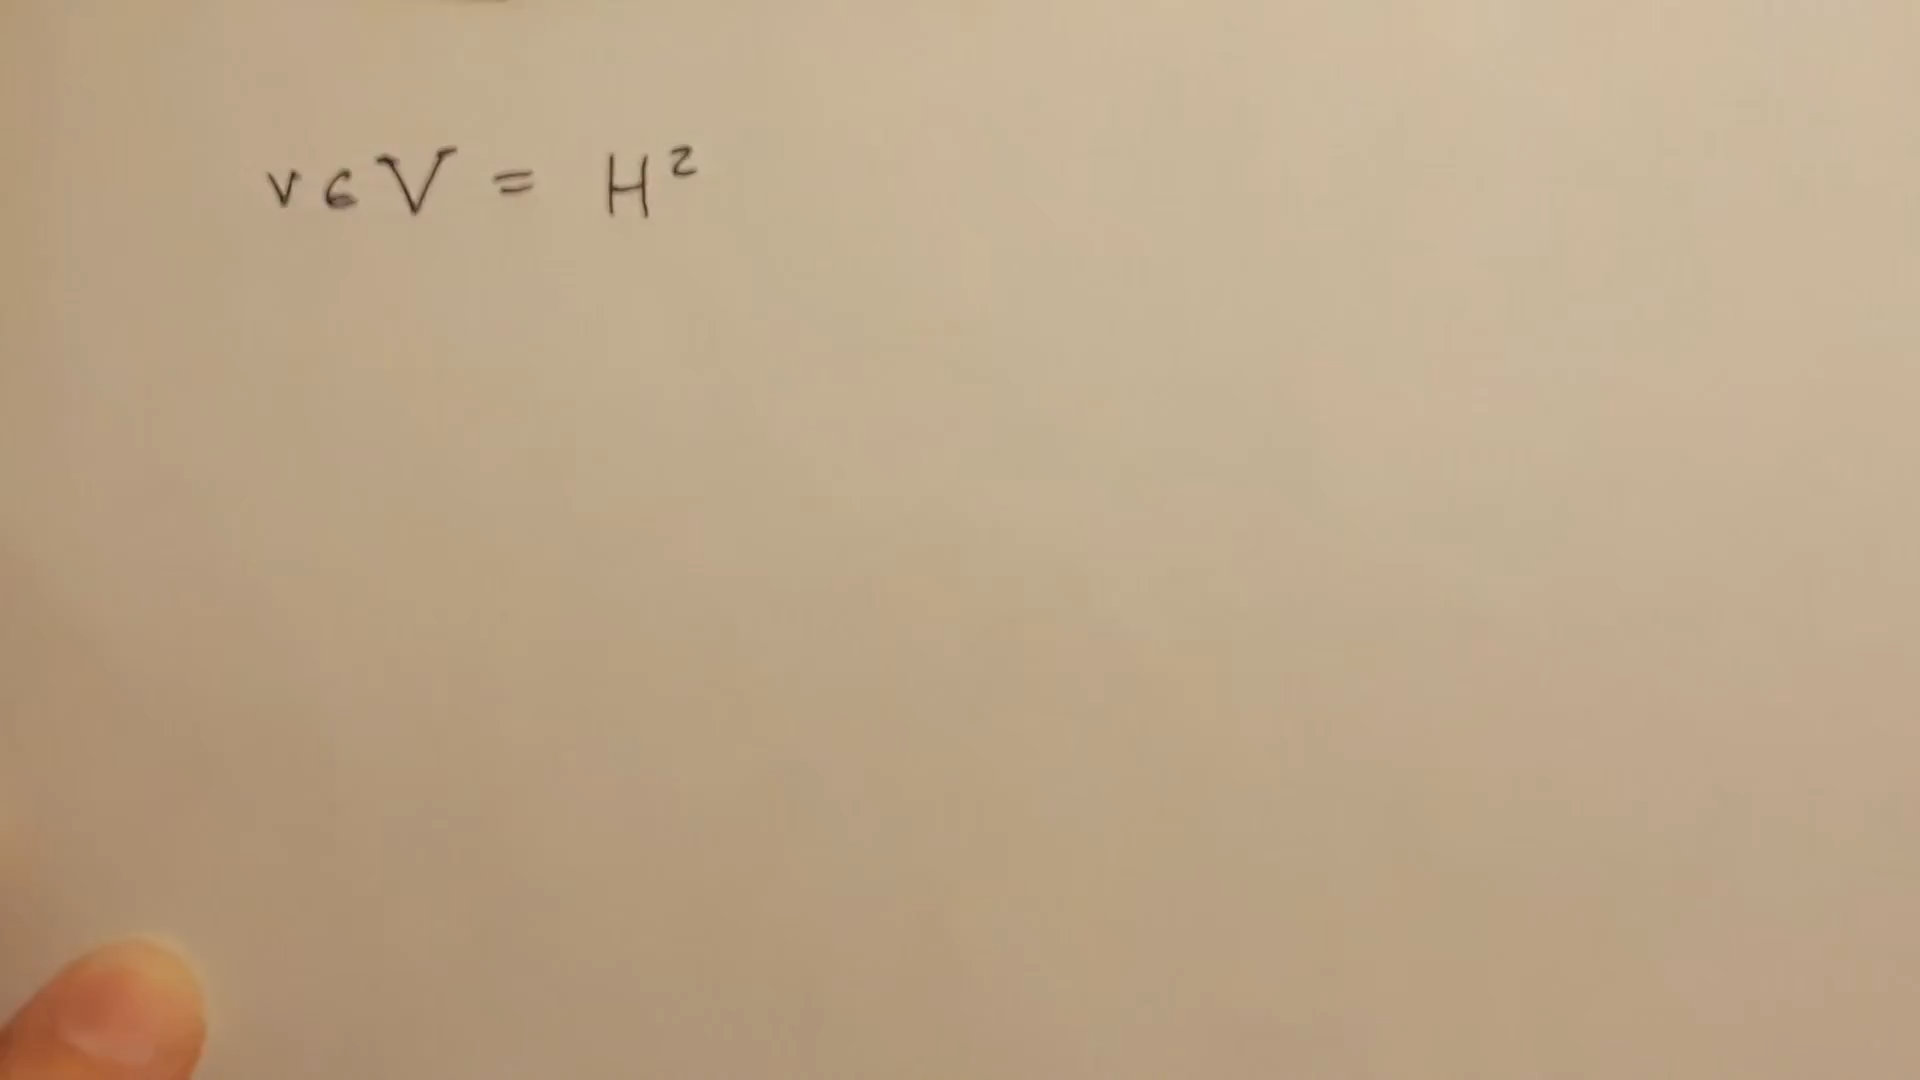 v ∈ V = H²